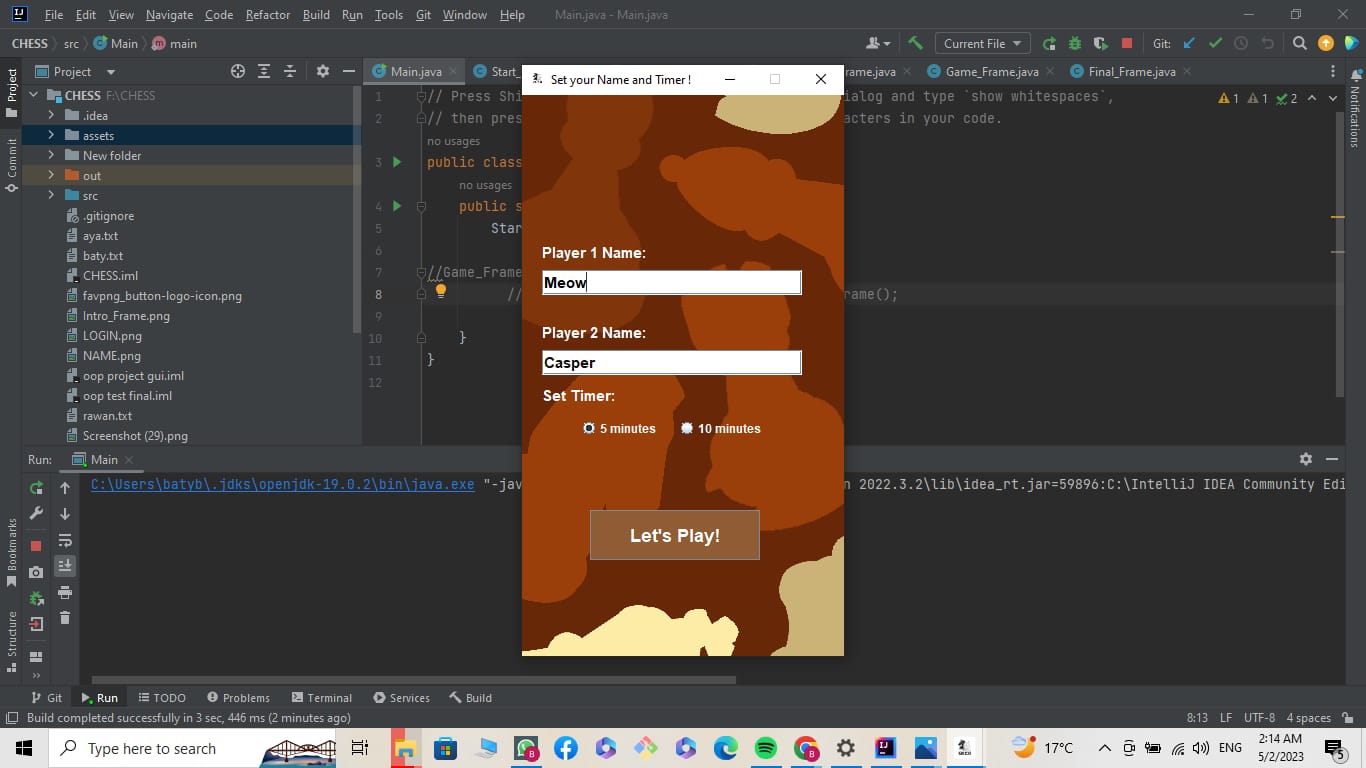 File Edit View Navigate Code Refactor Build Run Tools Git Window Help Main.java - Main.java
CHESS src Main main Current File Git:
Project Main.java Start_ rame.java Game_Frame.java Final_Frame.java
Set your Name and Timer !
Project
Commit
Bookmarks
Structure
Notifications
CHESS F:\CHESS
.idea
assets
New folder
out
src
.gitignore
aya.txt
baty.txt
CHESS.iml
favpng_button-logo-icon.png
Intro_Frame.png
LOGIN.png
NAME.png
oop project gui.iml
oop test final.iml
rawan.txt
Screenshot (29).png
1 // Press Shi ialog and type `show whitespaces`, 1 1 2
2 // then pres acters in your code.
no usages
3 public class
no usages
4 public s
5 Star
6
7 //Game_Frame
8 // rame();
9
10 }
11 }
12
Player 1 Name:
Meow
Player 2 Name:
Casper
Set Timer:
5 minutes 10 minutes
Let's Play!
Run: Main
C:\Users\batyb\.jdks\openjdk-19.0.2\bin\java.exe "-jav n 2022.3.2\lib\idea_rt.jar=59896:C:\IntelliJ IDEA Community Edi
Git Run TODO Problems Terminal Services Build
Build completed successfully in 3 sec, 446 ms (2 minutes ago) 8:13 LF UTF-8 4 spaces
Type here to search 17°C ENG 2:14 AM
5/2/2023 5